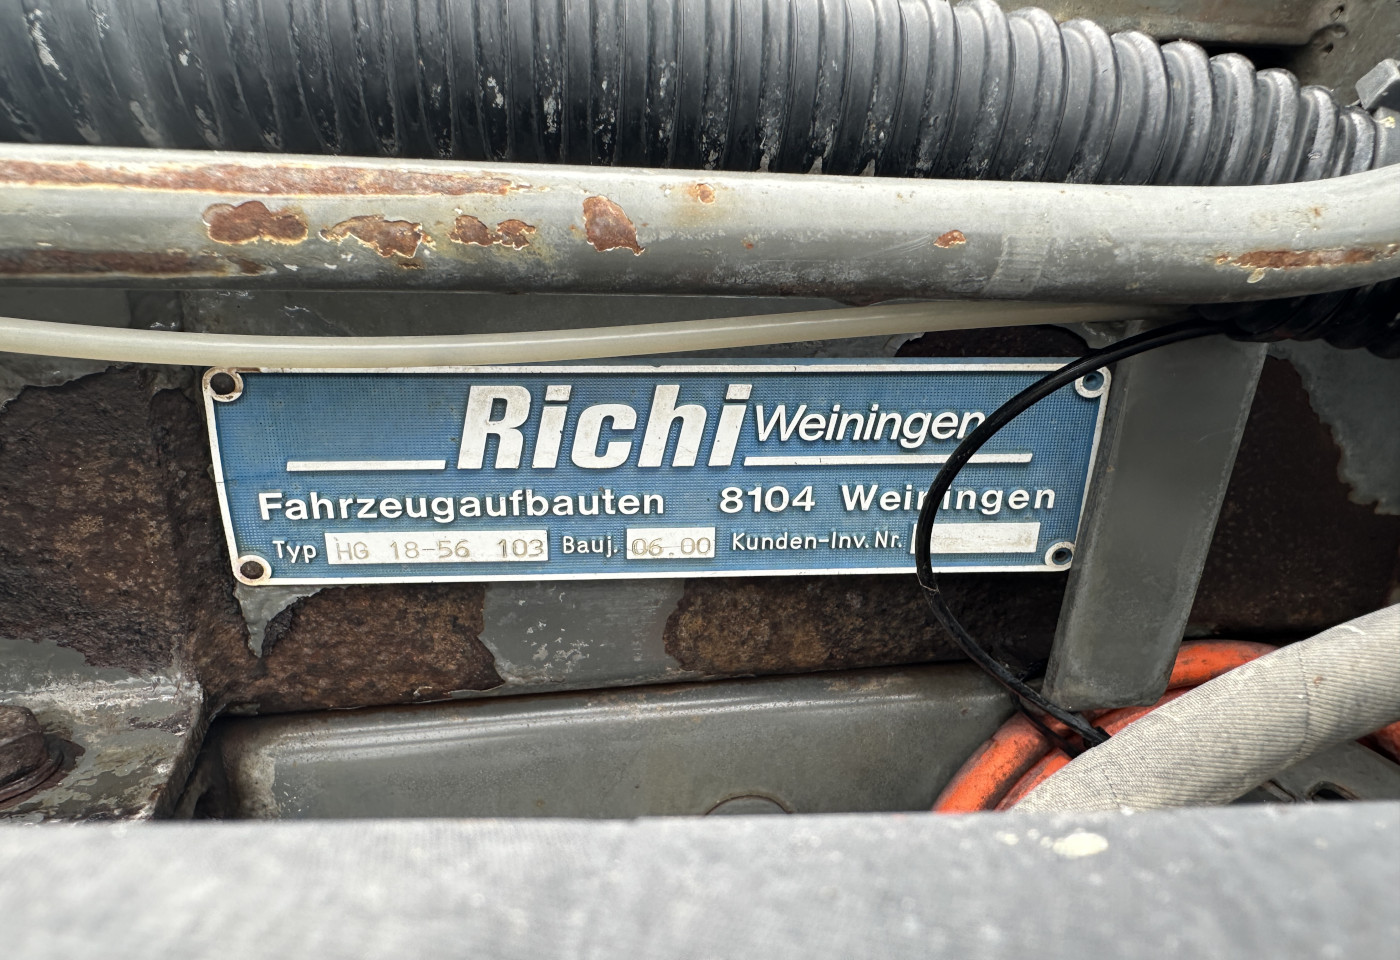 Richi Weiningen
Fahrzeugaufbauten 8104 Weiningen
Typ HG 18-56 103 Bauj. 06.00 Kunden-Inv. Nr.